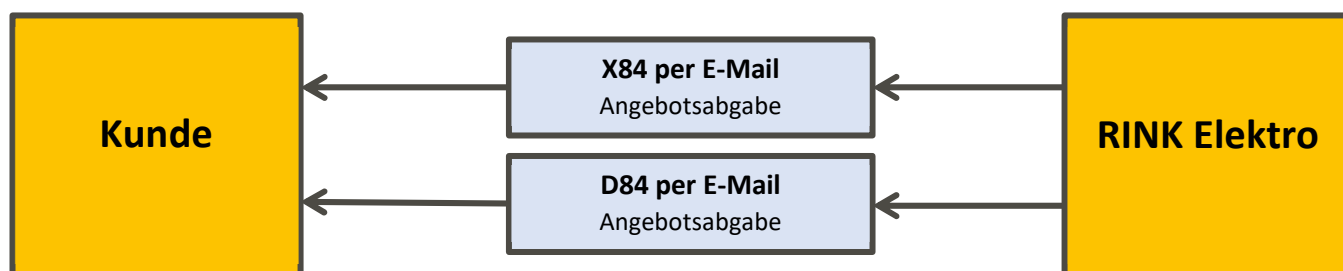 Kunde
X84 per E-Mail
Angebotsabgabe
D84 per E-Mail
Angebotsabgabe
RINK Elektro